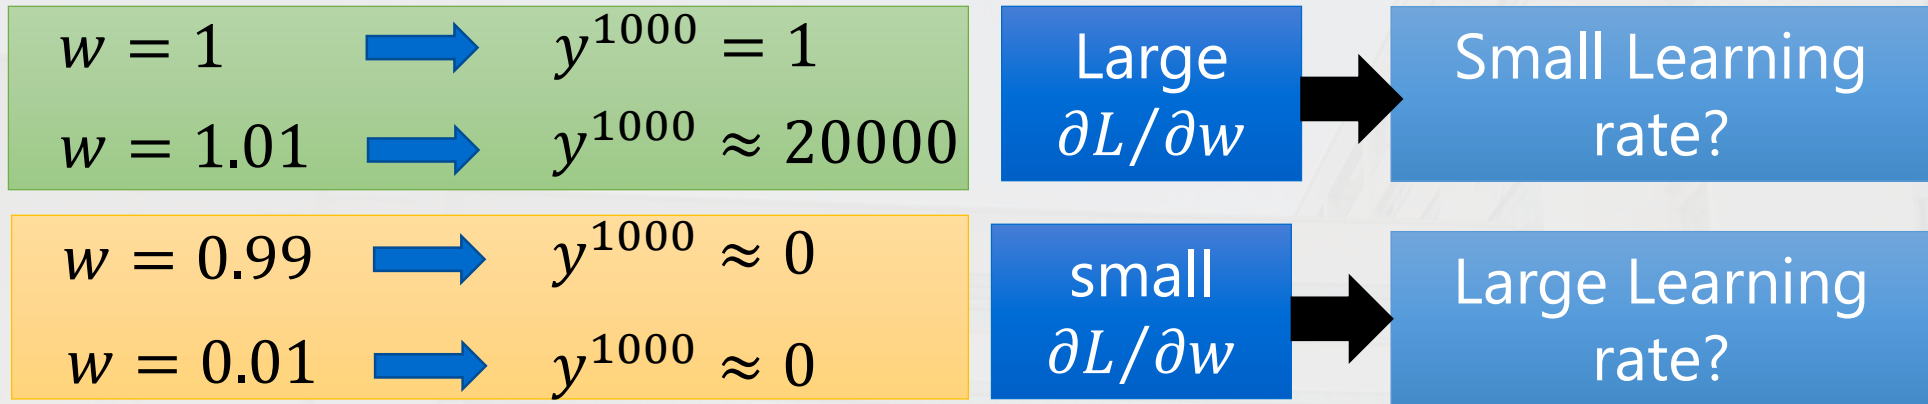 w = 1 y^1000 = 1
w = 1.01 y^1000 ≈ 20000
Large
∂L/∂w
Small Learning
rate?
w = 0.99 y^1000 ≈ 0
w = 0.01 y^1000 ≈ 0
small
∂L/∂w
Large Learning
rate?